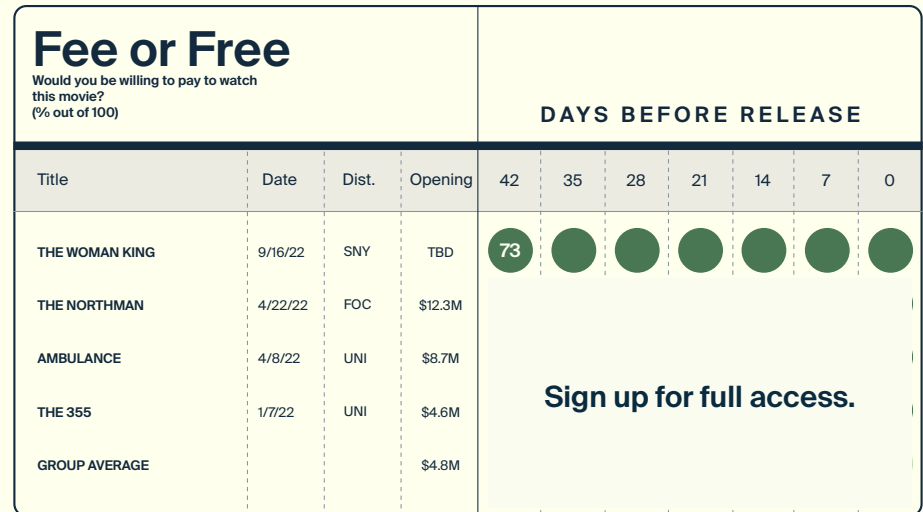 Fee or Free
Would you be willing to pay to watch
this movie?
(% out of 100)
DAYS BEFORE RELEASE
Title Date Dist. Opening 42 35 28 21 14 7 0
THE WOMAN KING 9/16/22 SNY TBD 73
THE NORTHMAN 4/22/22 FOC $12.3M
AMBULANCE 4/8/22 UNI $8.7M
Sign up for full access.
THE 355 1/7/22 UNI $4.6M
GROUP AVERAGE $4.8M